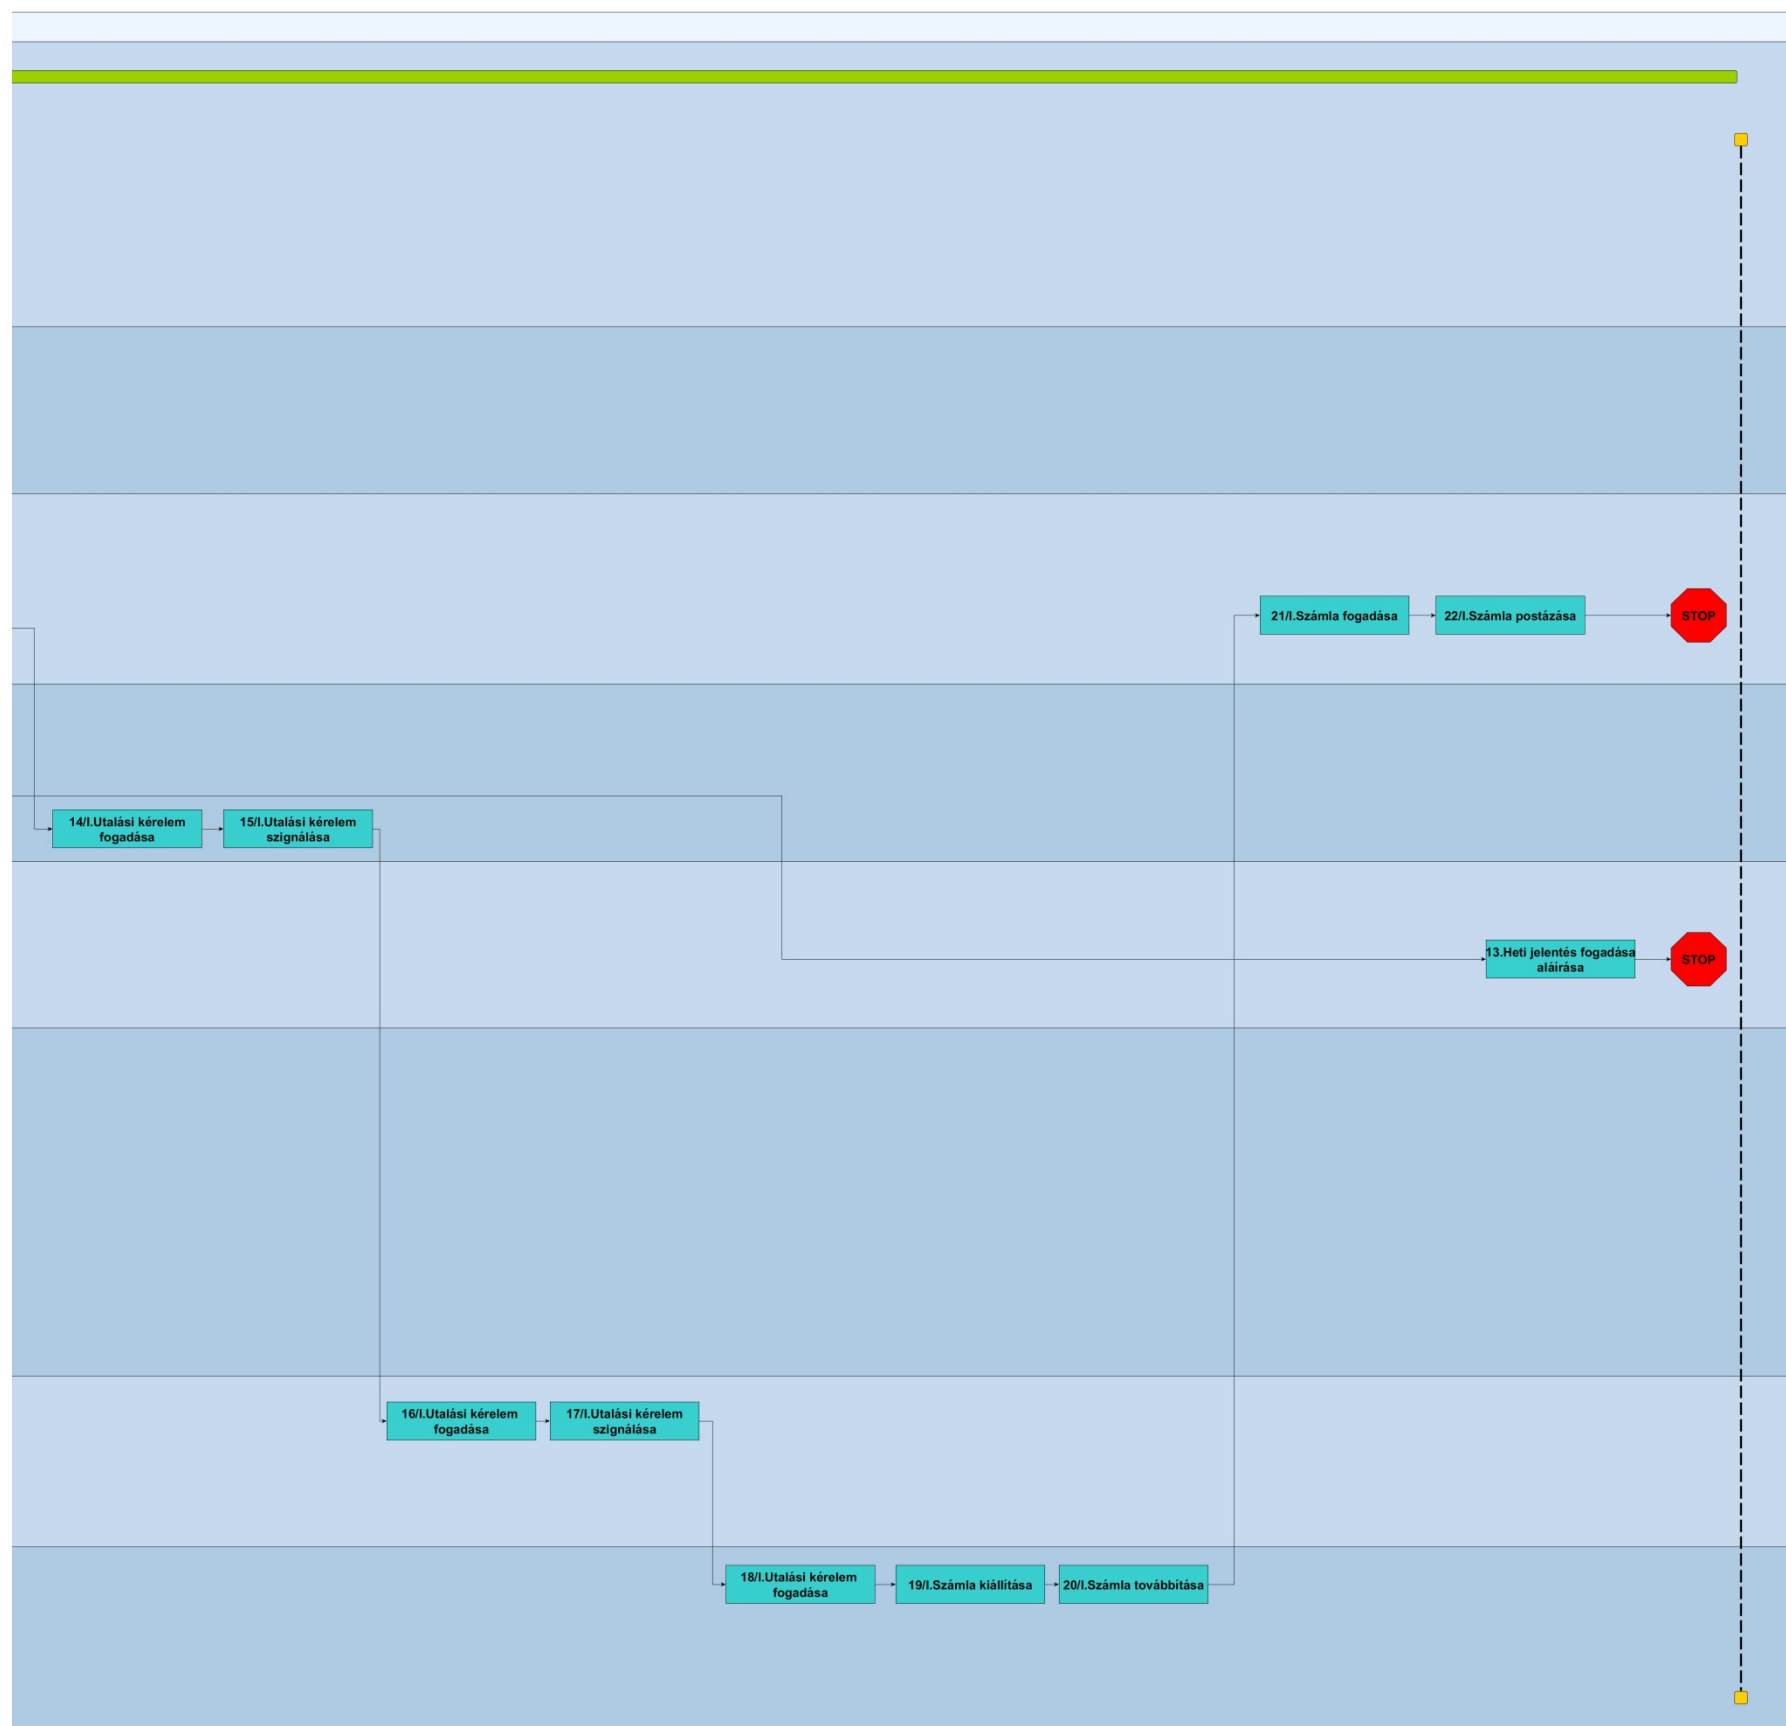 21/I.Számla fogadása
22/I.Számla postázása
STOP
14/I.Utalási kérelem
fogadása
15/I.Utalási kérelem
szignálása
13.Heti jelentés fogadása
aláírása
STOP
16/I.Utalási kérelem
fogadása
17/I.Utalási kérelem
szignálása
18/I.Utalási kérelem
fogadása
19/I.Számla kiállítása
20/I.Számla továbbítása